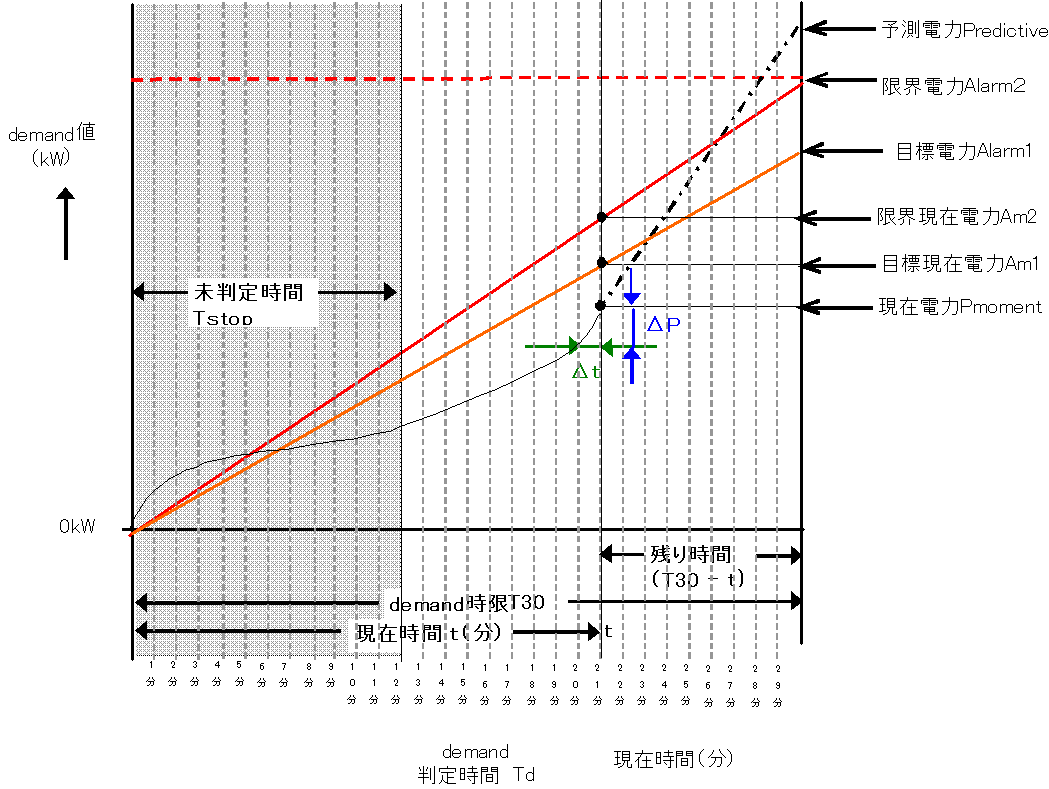 予測電力Predictive
限界電力Alarm2
demand値
(kW)
目標電力Alarm1
限界現在電力Am2
目標現在電力Am1
未判定時間
Tstop
現在電力Pmoment
ΔP
Δt
0kW
残り時間
(T30 - t)
demand時限T30
現在時間t(分)
t
1分 2分 3分 4分 5分 6分 7分 8分 9分 10分 11分 12分 13分 14分 15分 16分 17分 18分 19分 20分 21分 22分 23分 24分 25分 26分 27分 28分 29分
demand
判定時間 Td
現在時間(分)